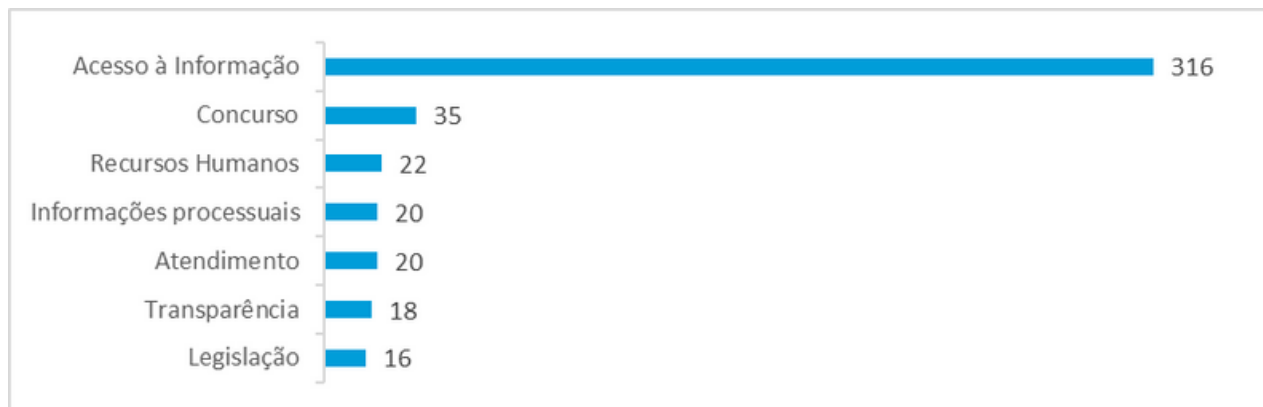 Acesso à Informação 316
Concurso 35
Recursos Humanos 22
Informações processuais 20
Atendimento 20
Transparência 18
Legislação 16